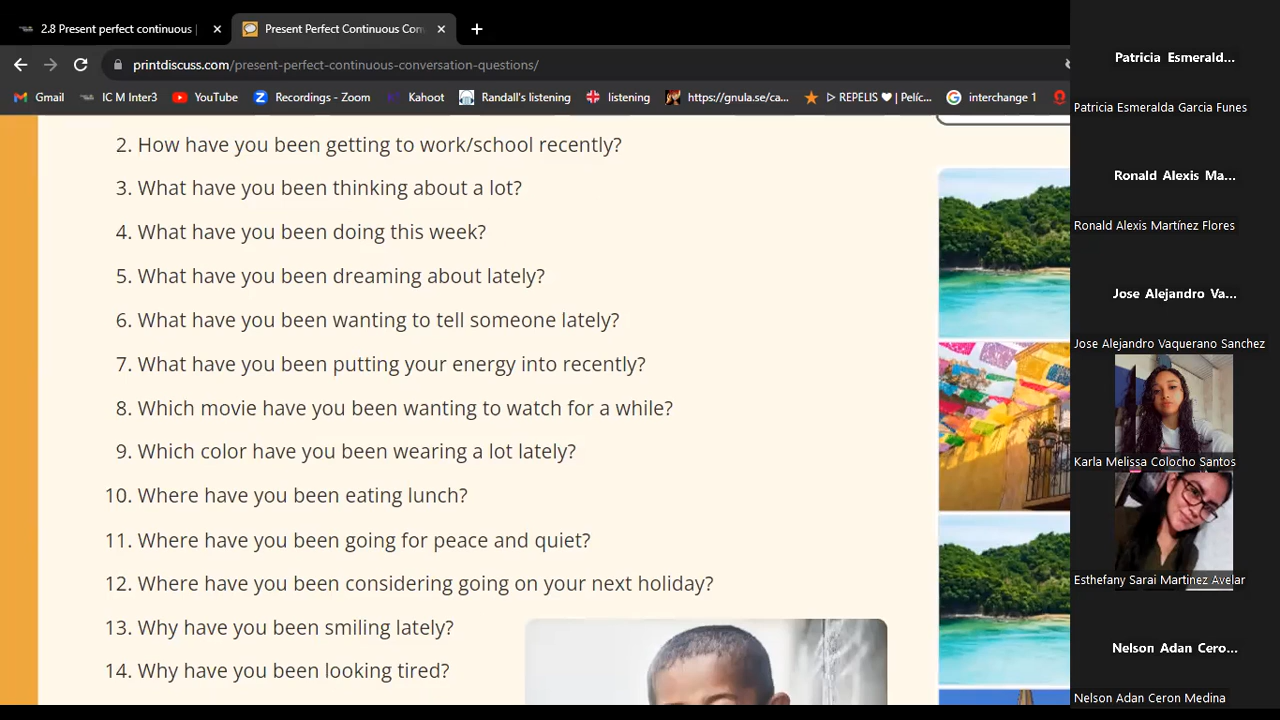 2.8 Present perfect continuous |
Present Perfect Continuous Con
printdiscuss.com/present-perfect-continuous-conversation-questions/
Gmail
IC M Inter3
YouTube
Recordings - Zoom
Kahoot
Randall's listening
listening
https://gnula.se/ca...
▷ REPELIS ♥ | Pelíc...
interchange 1
2. How have you been getting to work/school recently?
3. What have you been thinking about a lot?
4. What have you been doing this week?
5. What have you been dreaming about lately?
6. What have you been wanting to tell someone lately?
7. What have you been putting your energy into recently?
8. Which movie have you been wanting to watch for a while?
9. Which color have you been wearing a lot lately?
10. Where have you been eating lunch?
11. Where have you been going for peace and quiet?
12. Where have you been considering going on your next holiday?
13. Why have you been smiling lately?
14. Why have you been looking tired?
Patricia Esmerald...
Patricia Esmeralda Garcia Funes
Ronald Alexis Ma...
Ronald Alexis Martínez Flores
Jose Alejandro Va...
Jose Alejandro Vaquerano Sanchez
Karla Melissa Colocho Santos
Esthefany Sarai Martinez Avelar
Nelson Adan Cero...
Nelson Adan Ceron Medina